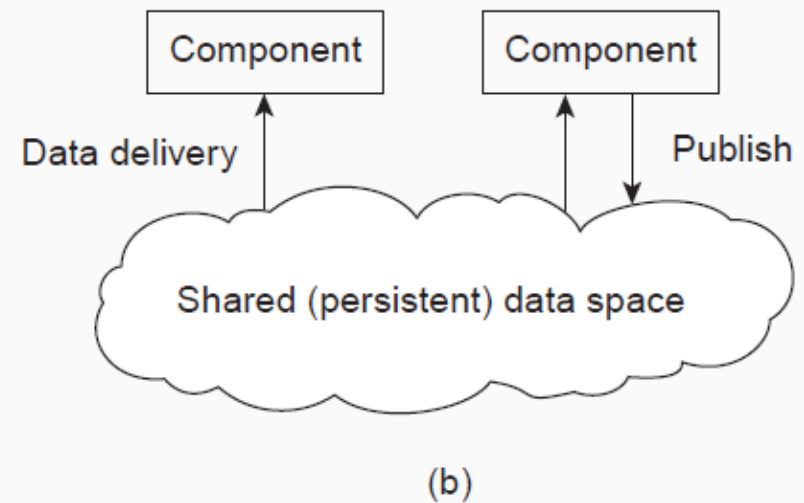 Component
Component
Data delivery
Publish
Shared (persistent) data space
(b)